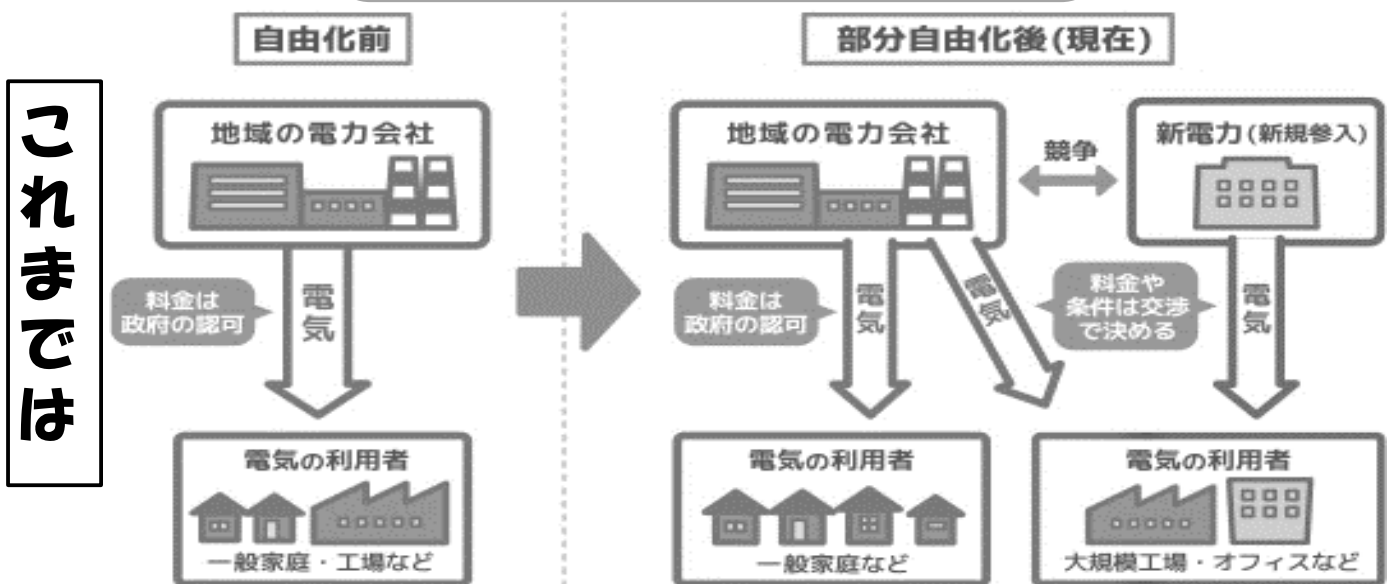 これまでは
自由化前
地域の電力会社
料金は
政府の認可
電気
電気の利用者
一般家庭・工場など
部分自由化後(現在)
地域の電力会社
競争
新電力(新規参入)
料金は
政府の認可
電気
電気
料金や
条件は交渉
で決める
電気
電気の利用者
一般家庭など
電気の利用者
大規模工場・オフィスなど